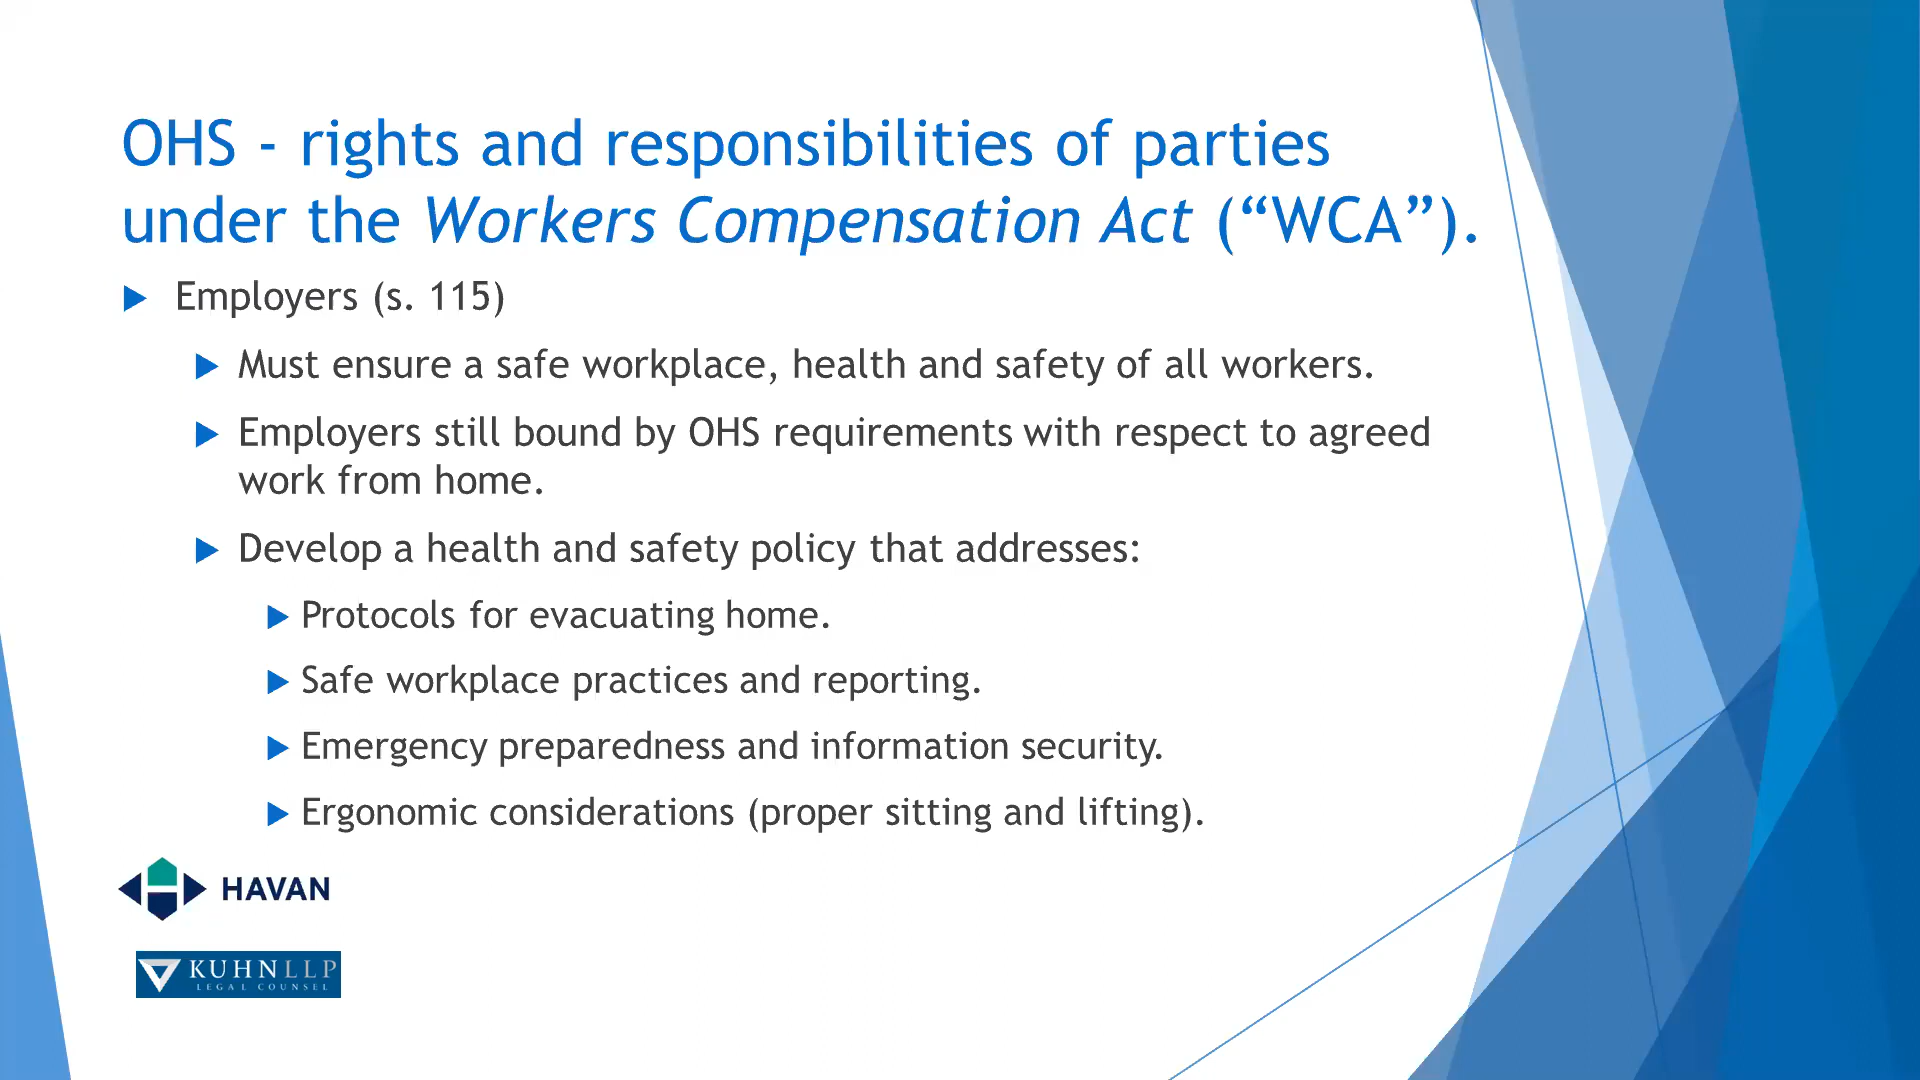 OHS - rights and responsibilities of parties
under the Workers Compensation Act (“WCA”).
Employers (s. 115)
Must ensure a safe workplace, health and safety of all workers.
Employers still bound by OHS requirements with respect to agreed
work from home.
Develop a health and safety policy that addresses:
Protocols for evacuating home.
Safe workplace practices and reporting.
Emergency preparedness and information security.
Ergonomic considerations (proper sitting and lifting).
HAVAN
KUHN LLP
LEGAL COUNSEL